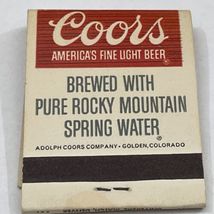 Coors
AMERICA'S FINE LIGHT BEER
BREWED WITH
PURE ROCKY MOUNTAIN
SPRING WATER®
ADOLPH COORS COMPANY • GOLDEN, COLORADO